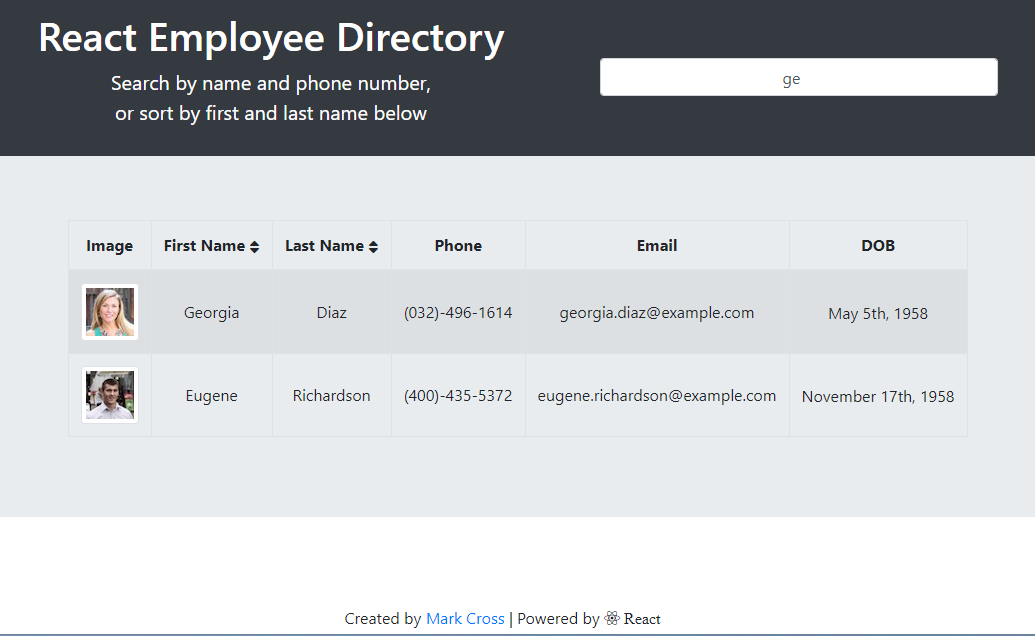 React Employee Directory
Search by name and phone number,
or sort by first and last name below
ge
Image First Name Last Name Phone Email DOB
Georgia Diaz (032)-496-1614 georgia.diaz@example.com May 5th, 1958
Eugene Richardson (400)-435-5372 eugene.richardson@example.com November 17th, 1958
Created by Mark Cross | Powered by React